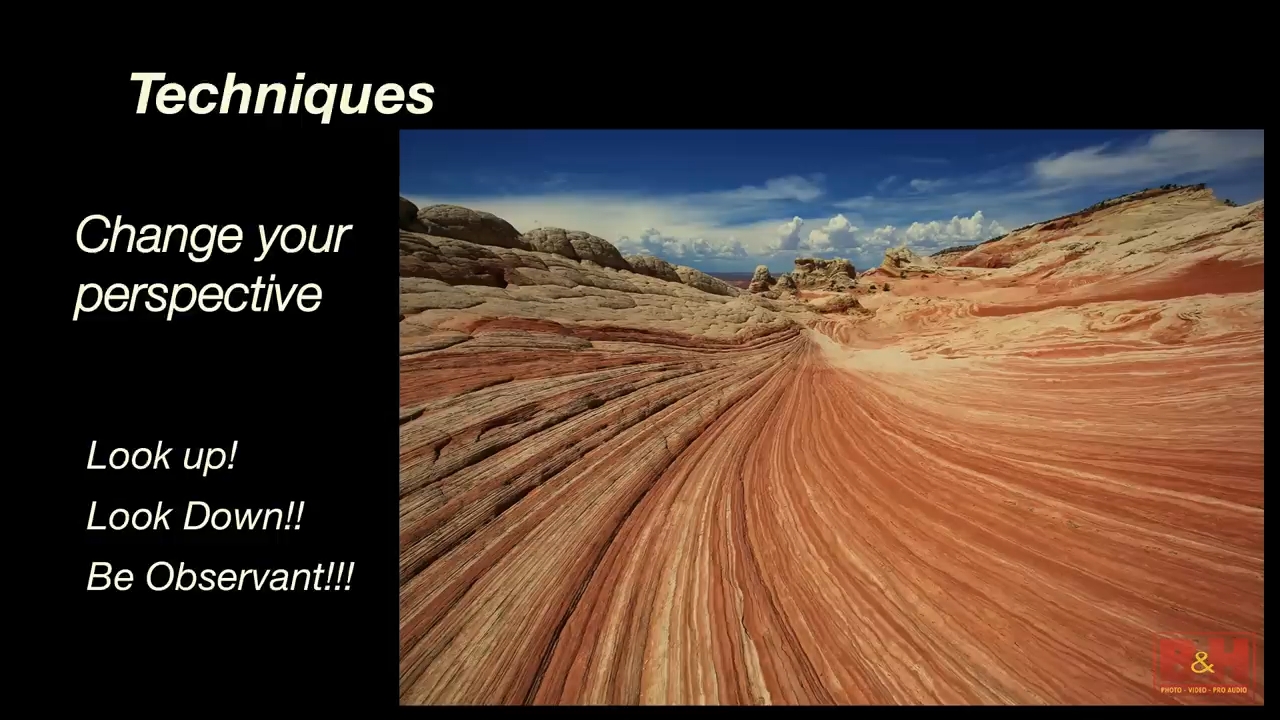 Techniques
Change your
perspective
Look up!
Look Down!!
Be Observant!!!
B&H
PHOTO - VIDEO - PRO AUDIO